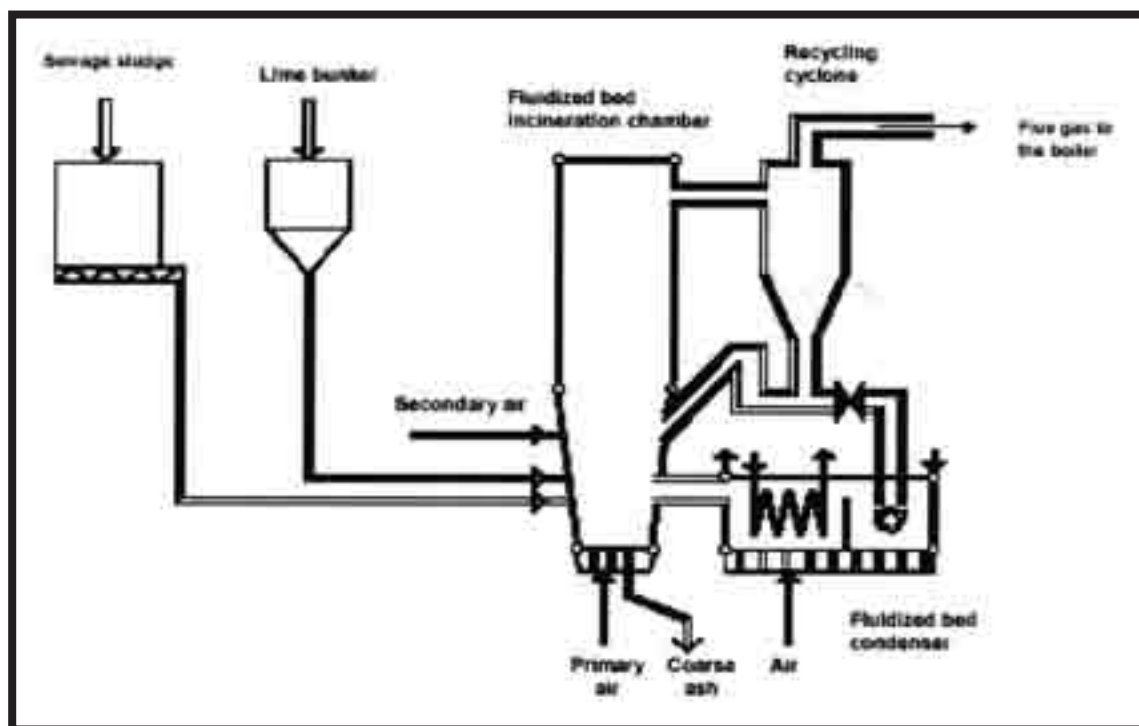 Sewage sludge
Lime bunker
Fluidized bed
incineration chamber
Recycling
cyclone
Flue gas to
the boiler
Secondary air
Primary
air
Coarse
ash
Air
Fluidized bed
condenser